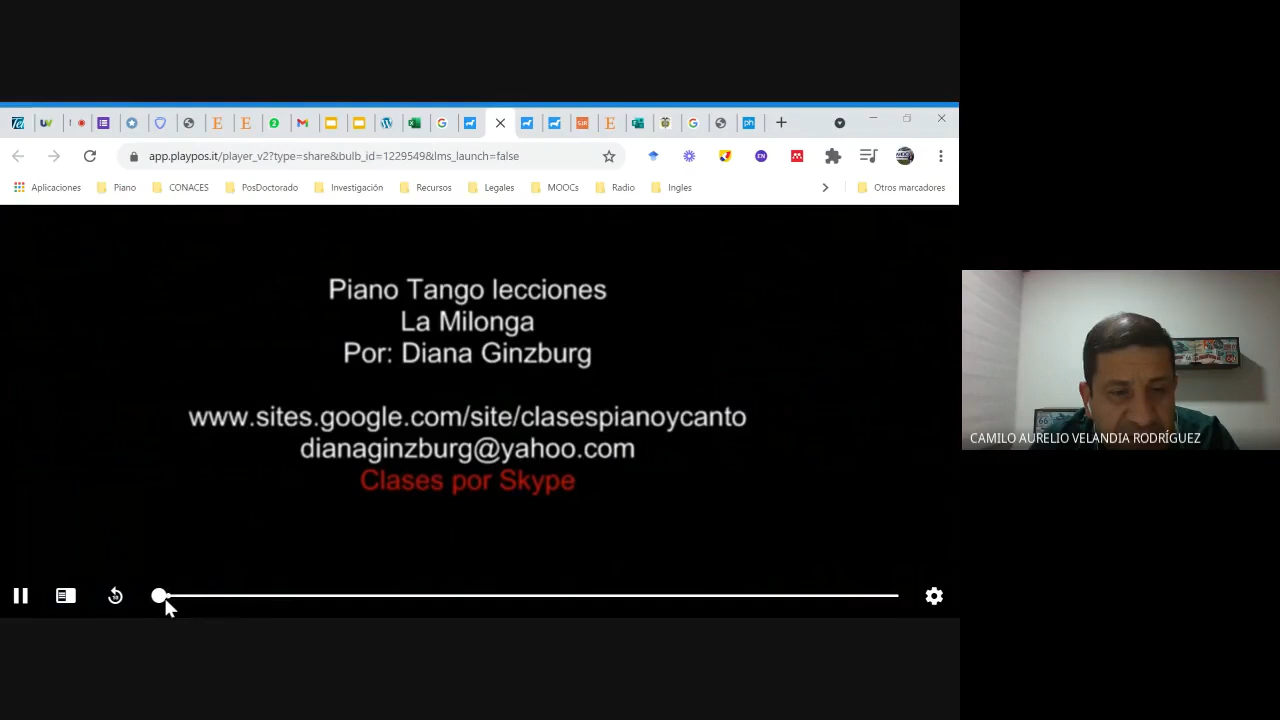 app.playpos.it/player_v2?type=share&bulb_id=1229549&lms_launch=false
Aplicaciones Piano CONACES PosDoctorado Investigación Recursos Legales MOOCs Radio Ingles Otros marcadores
Piano Tango lecciones
La Milonga
Por: Diana Ginzburg
www.sites.google.com/site/clasespianoycanto
dianaginzburg@yahoo.com
Clases por Skype
CAMILO AURELIO VELANDIA RODRÍGUEZ